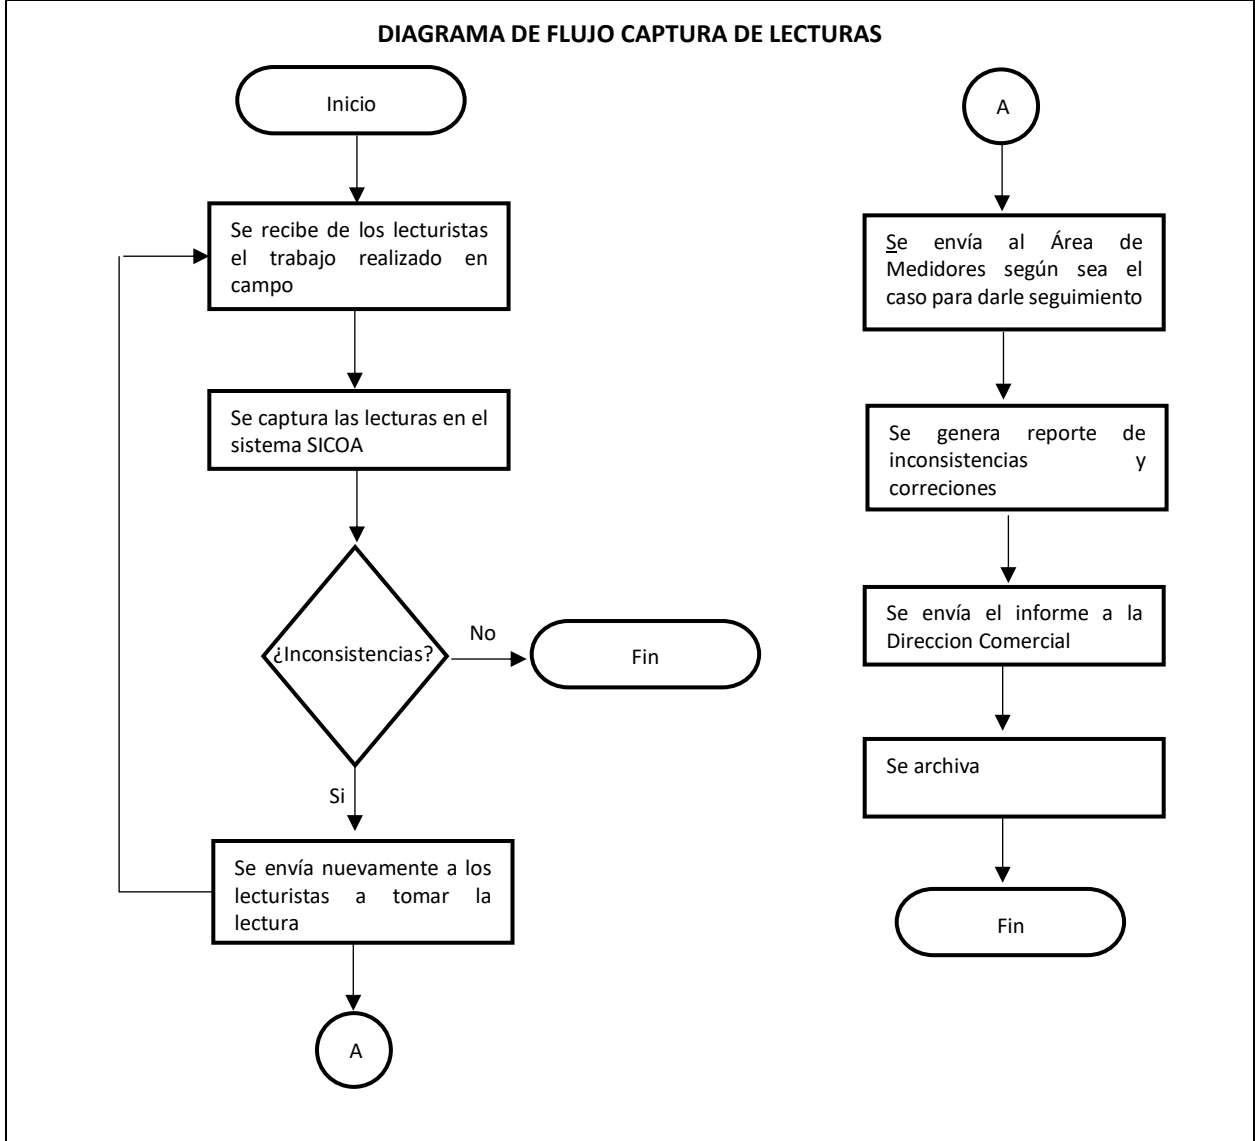 DIAGRAMA DE FLUJO CAPTURA DE LECTURAS
Inicio
Se recibe de los lecturistas
el trabajo realizado en
campo
Se captura las lecturas en el
sistema SICOA
¿Inconsistencias?
No
Fin
Si
Se envía nuevamente a los
lecturistas a tomar la
lectura
A
A
Se envía al Área de
Medidores según sea el
caso para darle seguimiento
Se genera reporte de
inconsistencias y
correciones
Se envía el informe a la
Direccion Comercial
Se archiva
Fin